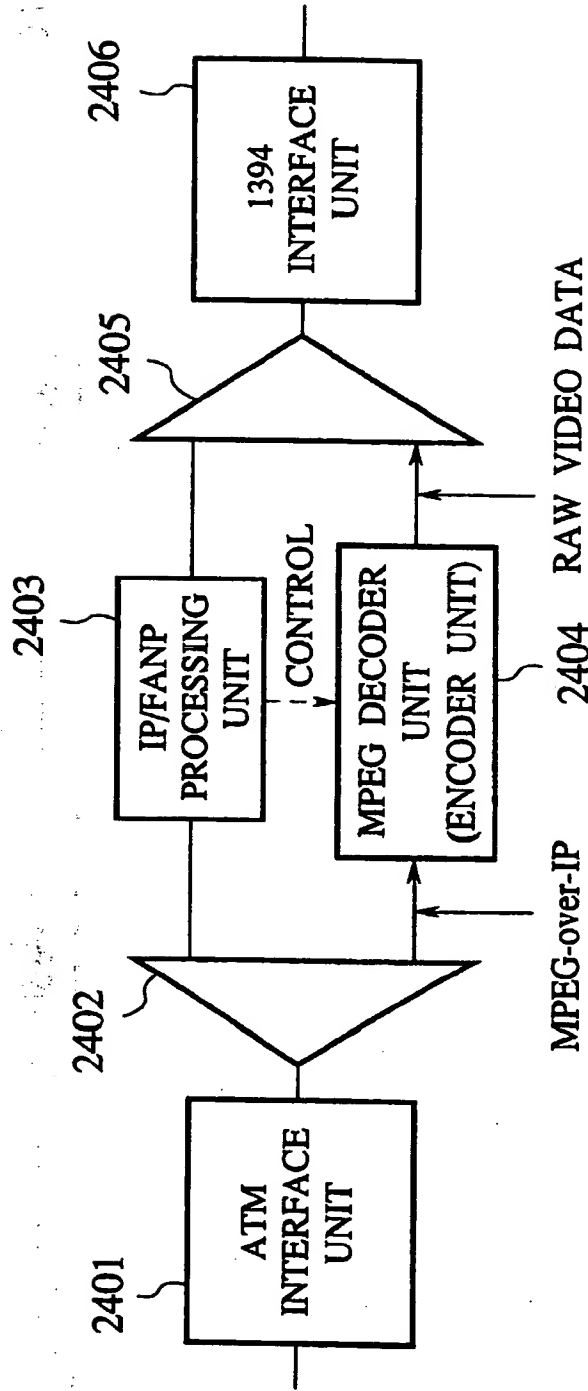 2401
ATM
INTERFACE
UNIT
2402
2403
IP/FANP
PROCESSING
UNIT
CONTROL
MPEG DECODER
UNIT
(ENCODER UNIT)
2404
MPEG-over-IP
RAW VIDEO DATA
2405
2406
1394
INTERFACE
UNIT